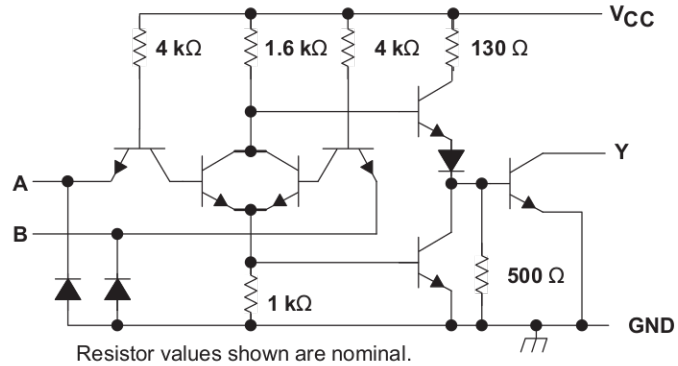 VCC
4 kΩ 1.6 kΩ 4 kΩ 130 Ω
Y
A
B
500 Ω
1 kΩ
GND
Resistor values shown are nominal.